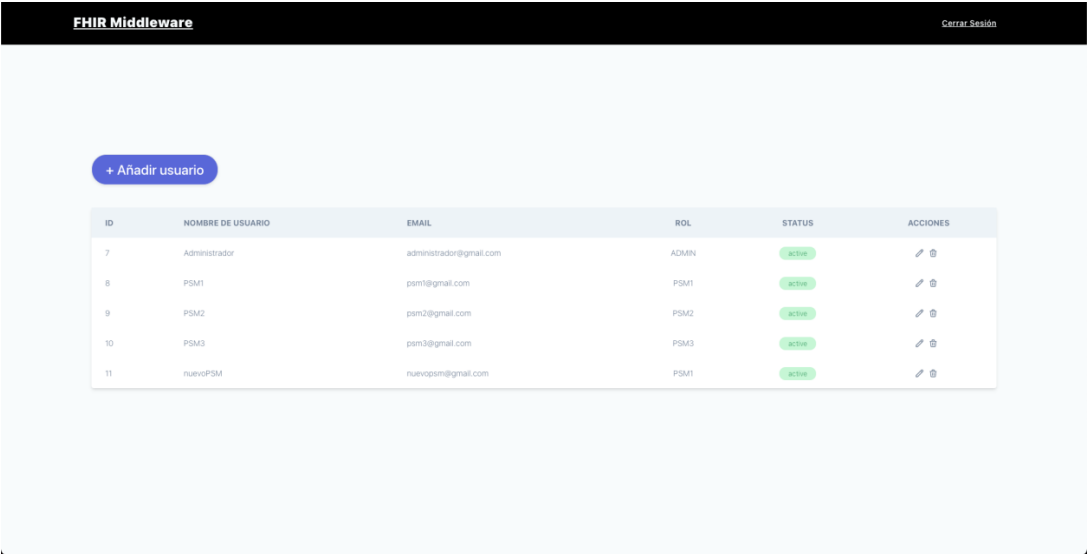 FHIR Middleware Cerrar Sesión
+ Añadir usuario
ID NOMBRE DE USUARIO EMAIL ROL STATUS ACCIONES
7 Administrador administrador@gmail.com ADMIN active
8 PSM1 psm1@gmail.com PSM1 active
9 PSM2 psm2@gmail.com PSM2 active
10 PSM3 psm3@gmail.com PSM3 active
11 nuevoPSM nuevopsm@gmail.com PSM1 active